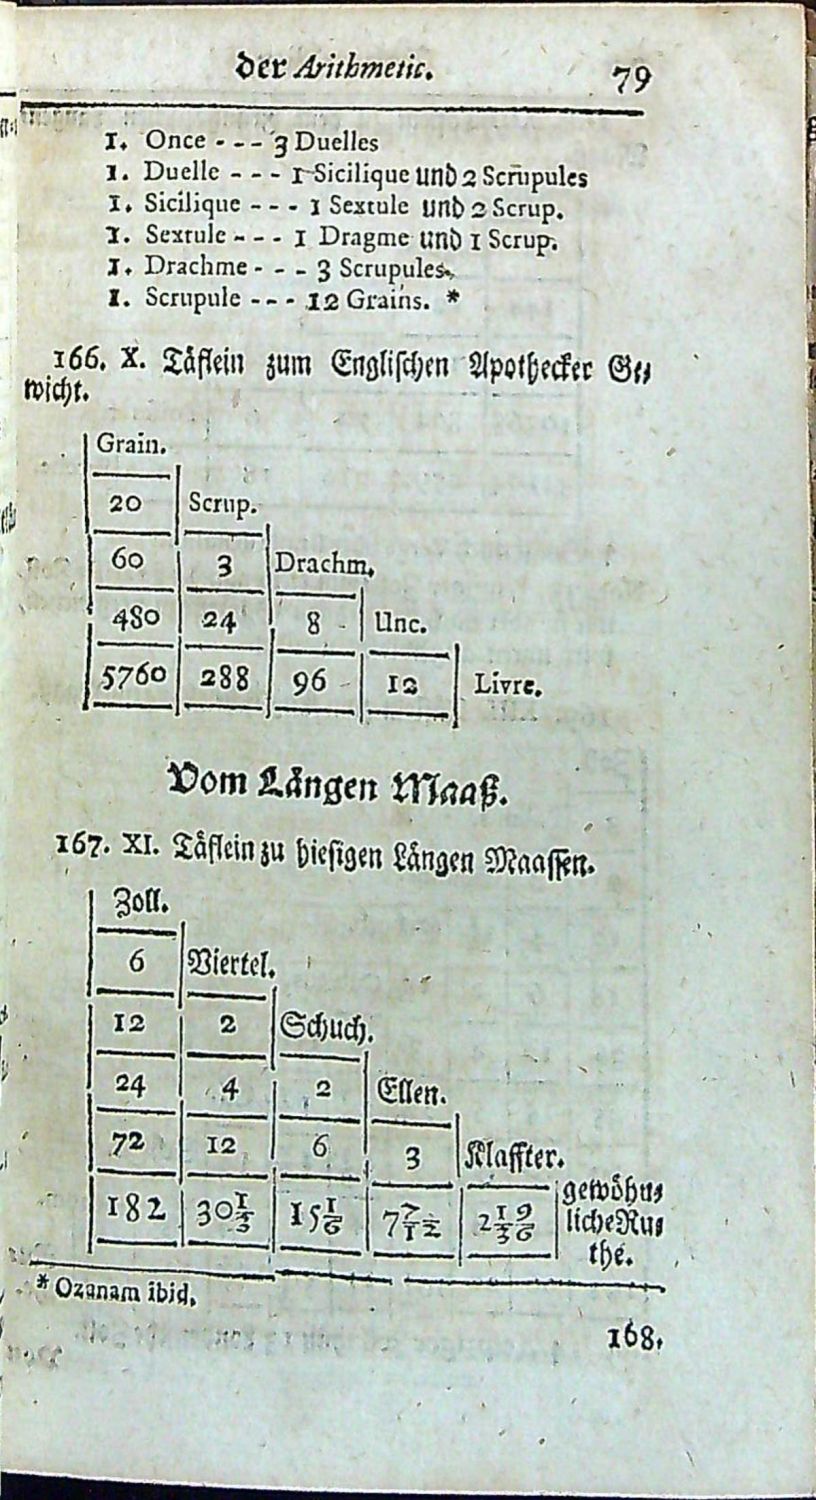 der Arithmetic. 79
1. Once - - - 3 Duelles
1. Duelle - - - 1 Sicilique und 2 Scrupules
1. Sicilique - - - 1 Sextule und 2 Scrup.
1. Sextule - - - 1 Dragme und 1 Scrup.
1. Drachme - - - 3 Scrupules.
1. Scrupule - - - 12 Grains. *
166. X. Täflein zum Englischen Apothecker Ge-
wicht.
Grain.
20 Scrup.
60 3 Drachm.
480 24 8 Unc.
5760 288 96 12 Livre.
Vom Längen Maaß.
167. XI. Täflein zu hiesigen Längen Maassen.
Zoll.
6 Viertel.
12 2 Schuch.
24 4 2 Ellen.
72 12 6 3 Klaffter.
182 30 1/3 15 1/6 7 7/12 2 19/36 gewöhn-
liche Ru-
the.
* Ozanam ibid.
168.